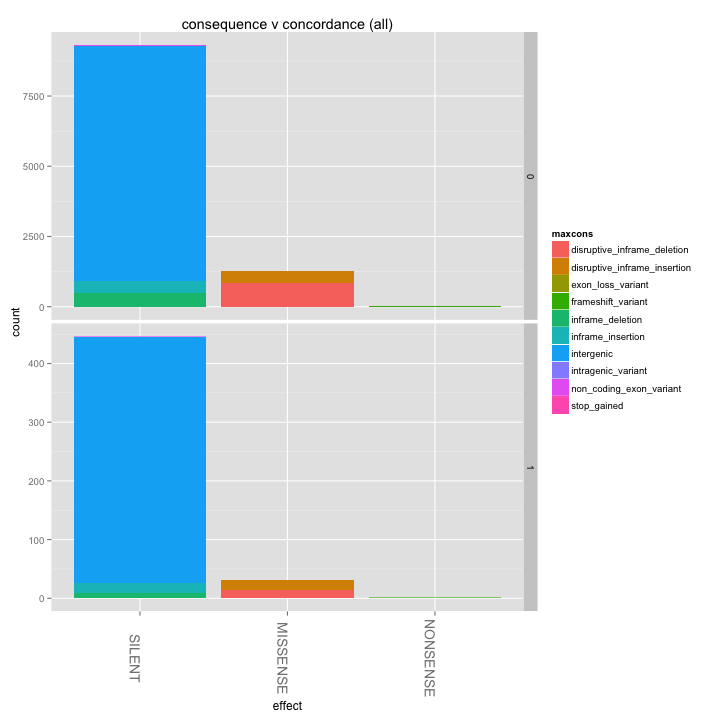 consequence v concordance (all)
count
7500
5000
2500
0
0
400
300
200
100
0
1
SILENT
MISSENSE
NONSENSE
effect
maxcons
disruptive_inframe_deletion
disruptive_inframe_insertion
exon_loss_variant
frameshift_variant
inframe_deletion
inframe_insertion
intergenic
intragenic_variant
non_coding_exon_variant
stop_gained